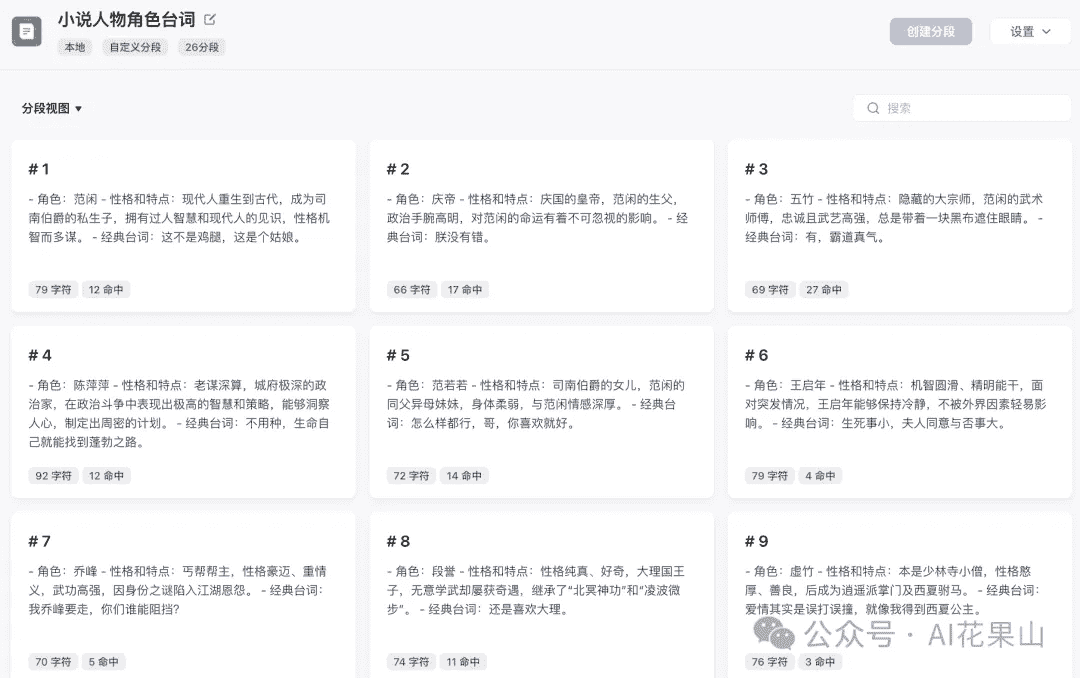 小说人物角色台词
本地 自定义分段 26分段
创建分段 设置
分段视图
搜索
# 1
- 角色：范闲 - 性格和特点：现代人重生到古代，成为司
南伯爵的私生子，拥有过人智慧和现代人的见识，性格机
智而多谋。 - 经典台词：这不是鸡腿，这是个姑娘。
79 字符 12 命中
# 2
- 角色：庆帝 - 性格和特点：庆国的皇帝，范闲的生父，
政治手腕高明，对范闲的命运有着不可忽视的影响。 - 经
典台词：朕没有错。
66 字符 17 命中
# 3
- 角色：五竹 - 性格和特点：隐藏的大宗师，范闲的武术
师傅，忠诚且武艺高强，总是带着一块黑布遮住眼睛。 -
经典台词：有，霸道真气。
69 字符 27 命中
# 4
- 角色：陈萍萍 - 性格和特点：老谋深算，城府极深的政
治家，在政治斗争中表现出极高的智慧和策略，能够洞察
人心，制定出周密的计划。 - 经典台词：不用种，生命自
己就能找到蓬勃之路。
92 字符 12 命中
# 5
- 角色：范若若 - 性格和特点：司南伯爵的女儿，范闲的
同父异母妹妹，身体柔弱，与范闲情感深厚。 - 经典台
词：怎么样都行，哥，你喜欢就好。
72 字符 14 命中
# 6
- 角色：王启年 - 性格和特点：机智圆滑、精明能干，面
对突发情况，王启年能够保持冷静，不被外界因素轻易影
响。 - 经典台词：生死事小，夫人同意与否事大。
79 字符 4 命中
# 7
- 角色：乔峰 - 性格和特点：丐帮帮主，性格豪迈、重情
义，武功高强，因身份之谜陷入江湖恩怨。 - 经典台词：
我乔峰要走，你们谁能阻挡？
70 字符 5 命中
# 8
- 角色：段誉 - 性格和特点：性格纯真、好奇，大理国王
子，无意学武却屡获奇遇，继承了“北冥神功”和“凌波微
步”。 - 经典台词：还是喜欢大理。
74 字符 11 命中
# 9
- 角色：虚竹 - 性格和特点：本是少林寺小僧，性格憨
厚、善良，后成为逍遥派掌门及西夏驸马。 - 经典台词：
爱情其实是误打误撞，就像我得到西夏公主。
76 字符 3 命中
公众号 · AI花果山